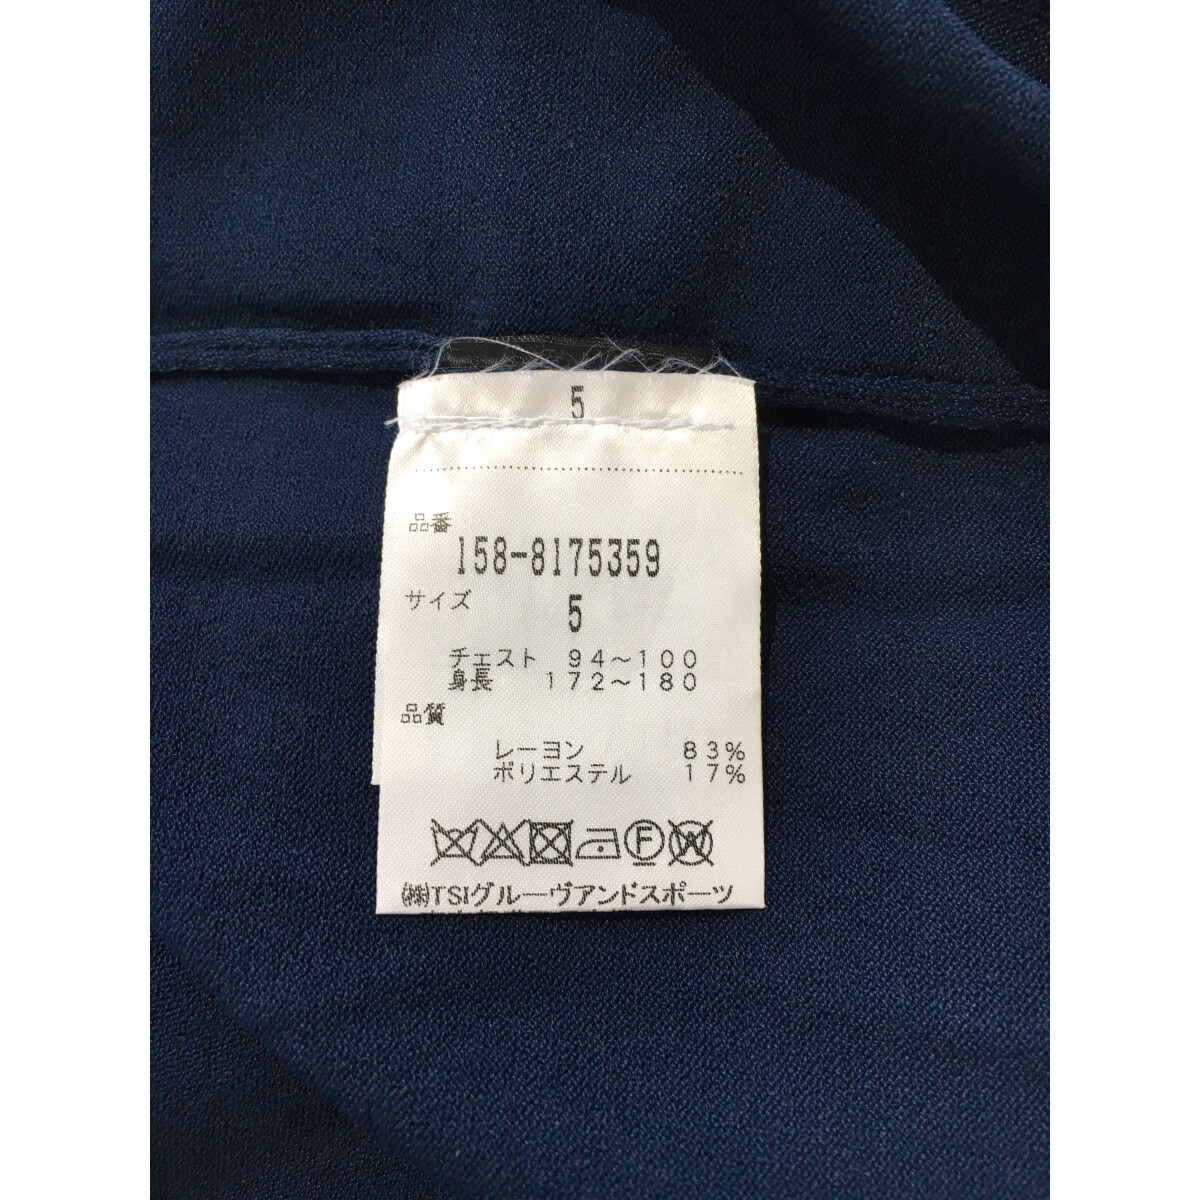 5
品番
158-8175359
サイズ
5
チェスト 94～100
身長 172～180
品質
レーヨン 83%
ポリエステル 17%
F W
㈱TSIグルーヴアンドスポーツ